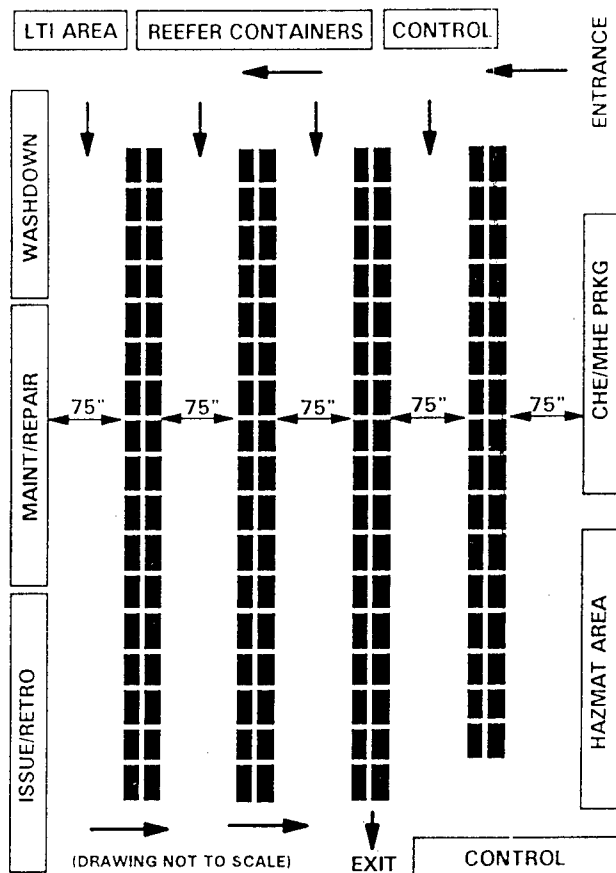 LTI AREA
REEFER CONTAINERS
CONTROL
ENTRANCE
WASHDOWN
CHE/MHE PRKG
MAINT/REPAIR
75"
75"
75"
75"
75"
ISSUE/RETRO
HAZMAT AREA
(DRAWING NOT TO SCALE)
EXIT
CONTROL